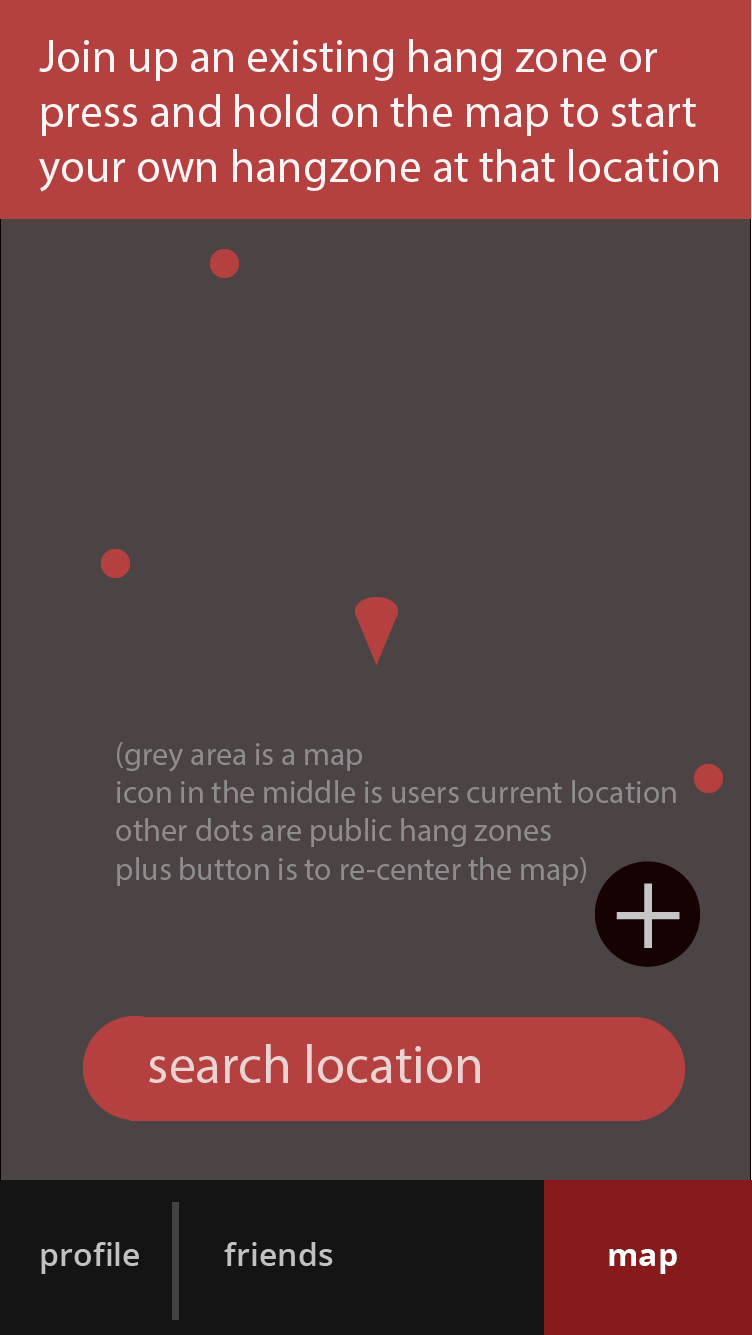 Join up an existing hang zone or
press and hold on the map to start
your own hangzone at that location
(grey area is a map
icon in the middle is users current location
other dots are public hang zones
plus button is to re-center the map)
search location
profile
friends
map